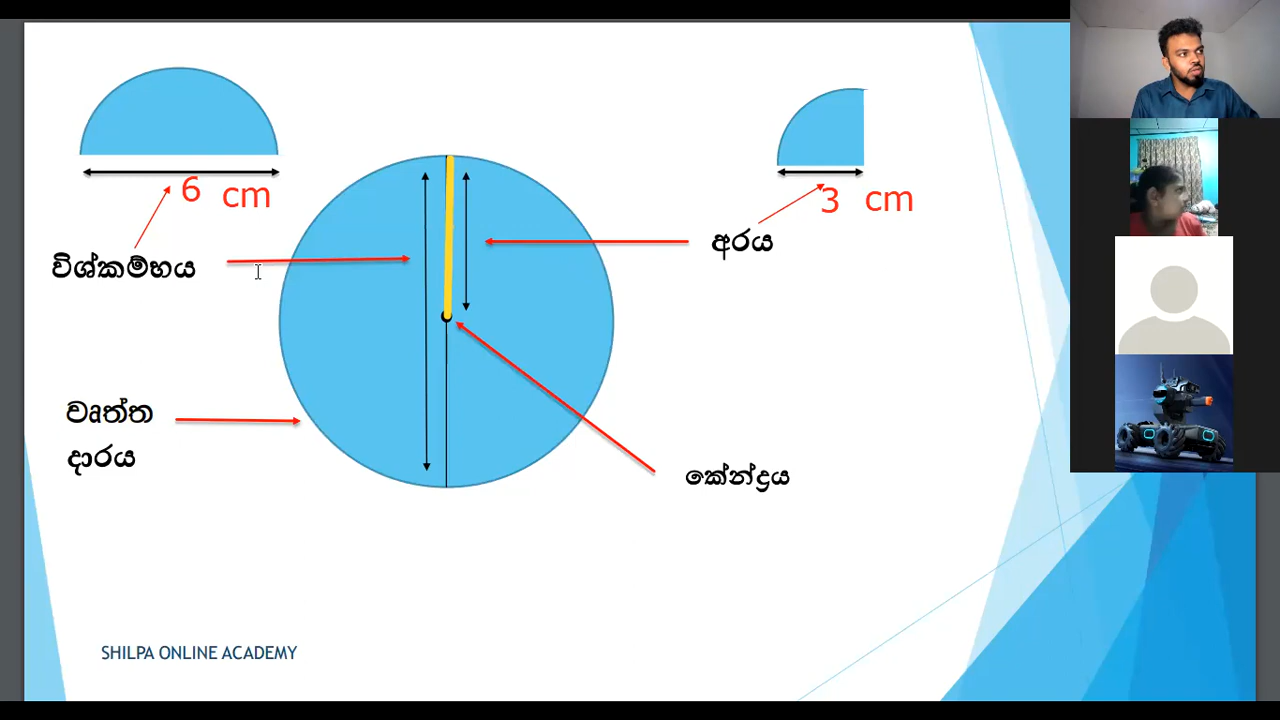 6 cm
3 cm
අරය
විශ්කම්භය
වෘත්ත
දාරය
කේන්ද්‍රය
SHILPA ONLINE ACADEMY